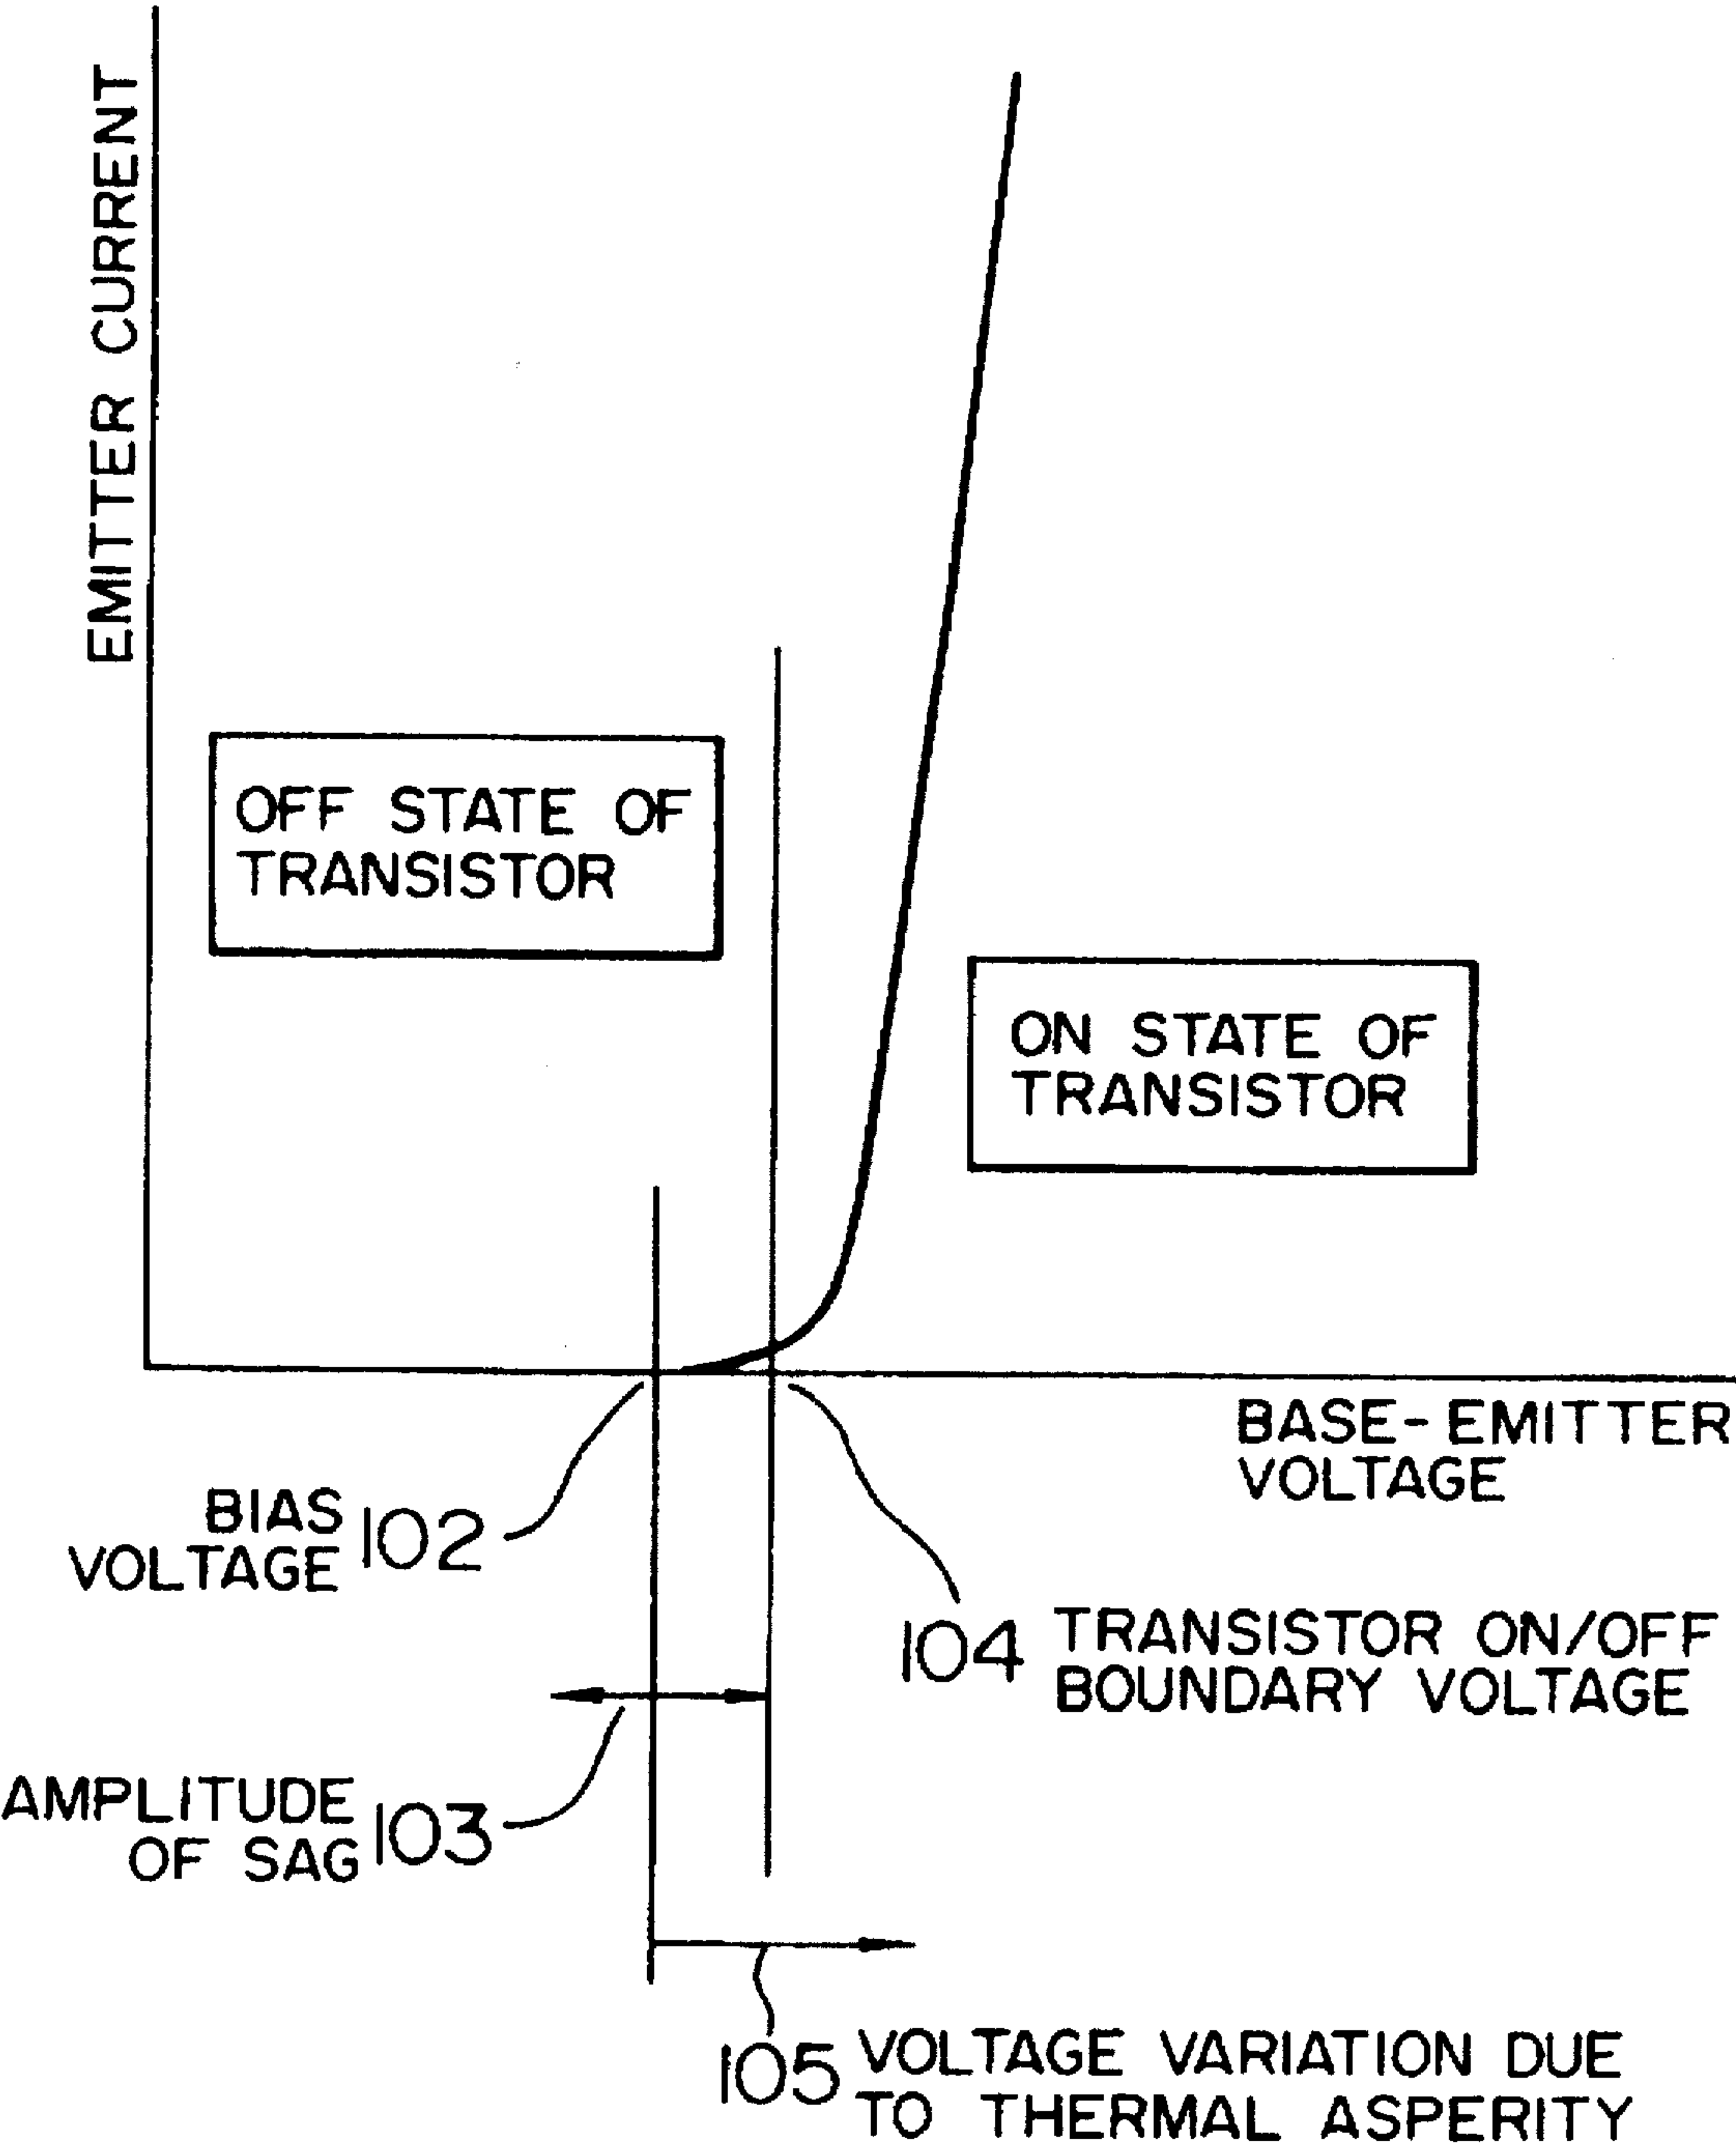 EMITTER CURRENT
OFF STATE OF
TRANSISTOR
ON STATE OF
TRANSISTOR
BASE-EMITTER
VOLTAGE
BIAS
VOLTAGE 102
104 TRANSISTOR ON/OFF
BOUNDARY VOLTAGE
AMPLITUDE
OF SAG 103
105 VOLTAGE VARIATION DUE
TO THERMAL ASPERITY